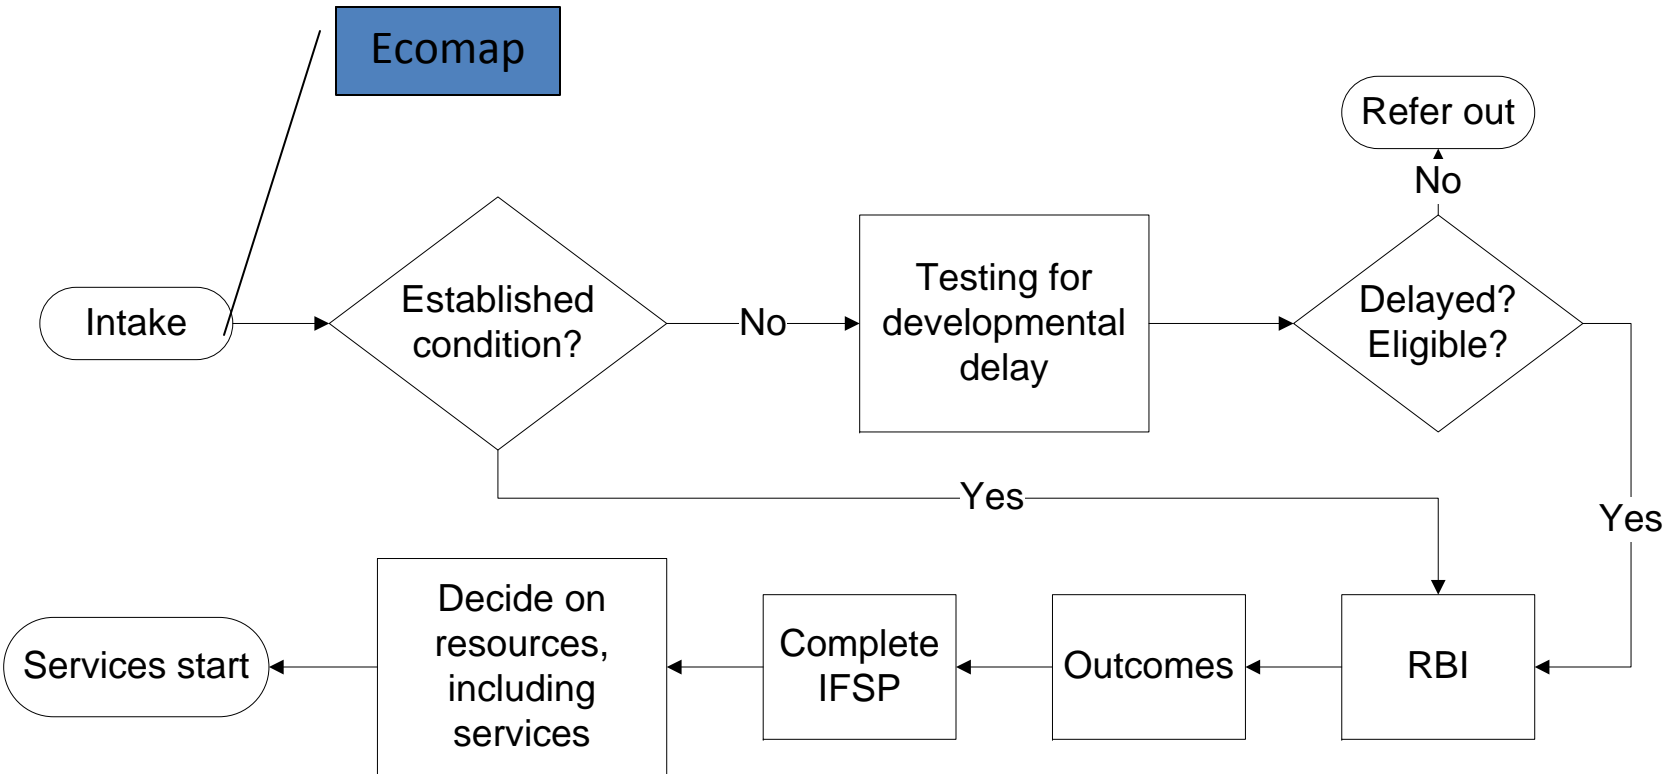 Ecomap
Refer out
No
Intake
Established
condition?
No
Testing for
developmental
delay
Delayed?
Eligible?
Yes
Yes
Services start
Decide on
resources,
including
services
Complete
IFSP
Outcomes
RBI